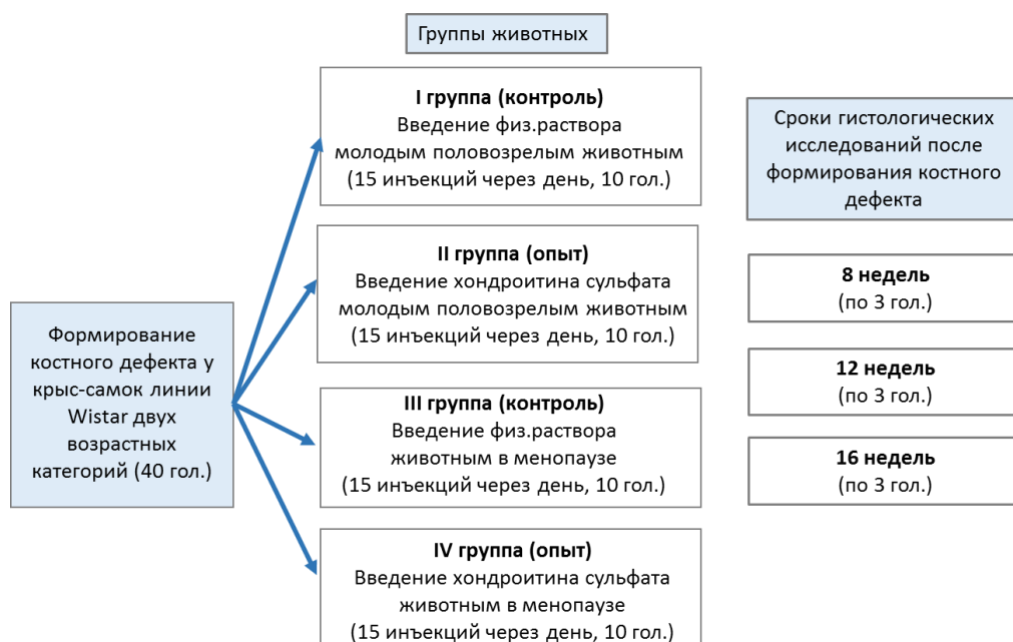 Группы животных
Формирование
костного дефекта у
крыс-самок линии
Wistar двух
возрастных
категорий (40 гол.)
I группа (контроль)
Введение физ.раствора
молодым половозрелым животным
(15 инъекций через день, 10 гол.)
II группа (опыт)
Введение хондроитина сульфата
молодым половозрелым животным
(15 инъекций через день, 10 гол.)
III группа (контроль)
Введение физ.раствора
животным в менопаузе
(15 инъекций через день, 10 гол.)
IV группа (опыт)
Введение хондроитина сульфата
животным в менопаузе
(15 инъекций через день, 10 гол.)
Сроки гистологических
исследований после
формирования костного
дефекта
8 недель
(по 3 гол.)
12 недель
(по 3 гол.)
16 недель
(по 3 гол.)